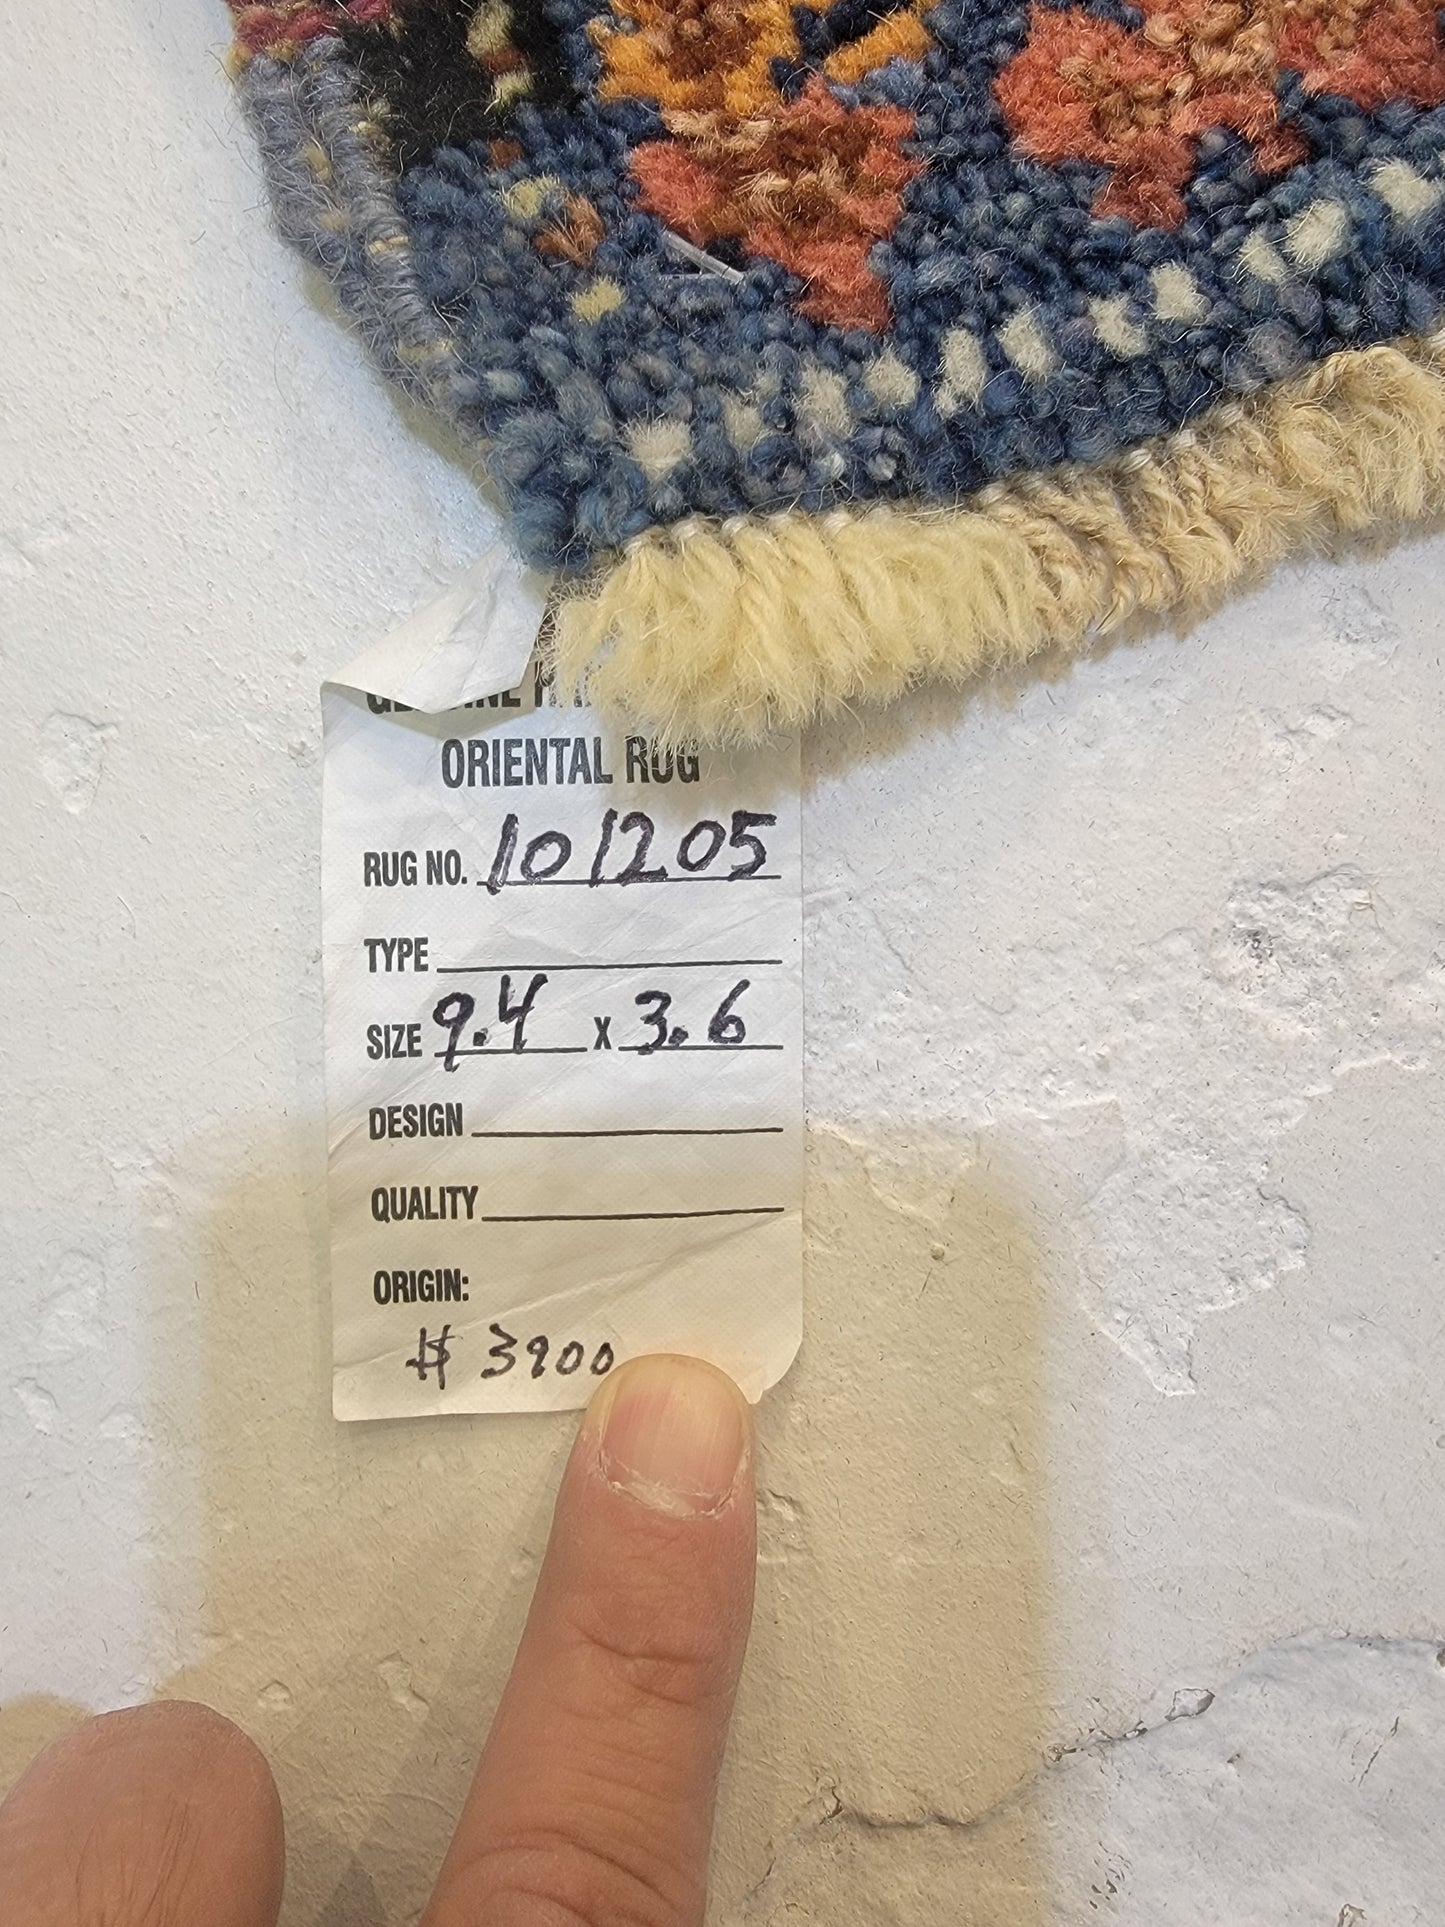 ORIENTAL RUG
RUG NO. 101205
TYPE
SIZE 9.4 X 3.6
DESIGN
QUALITY
ORIGIN:
$ 3900